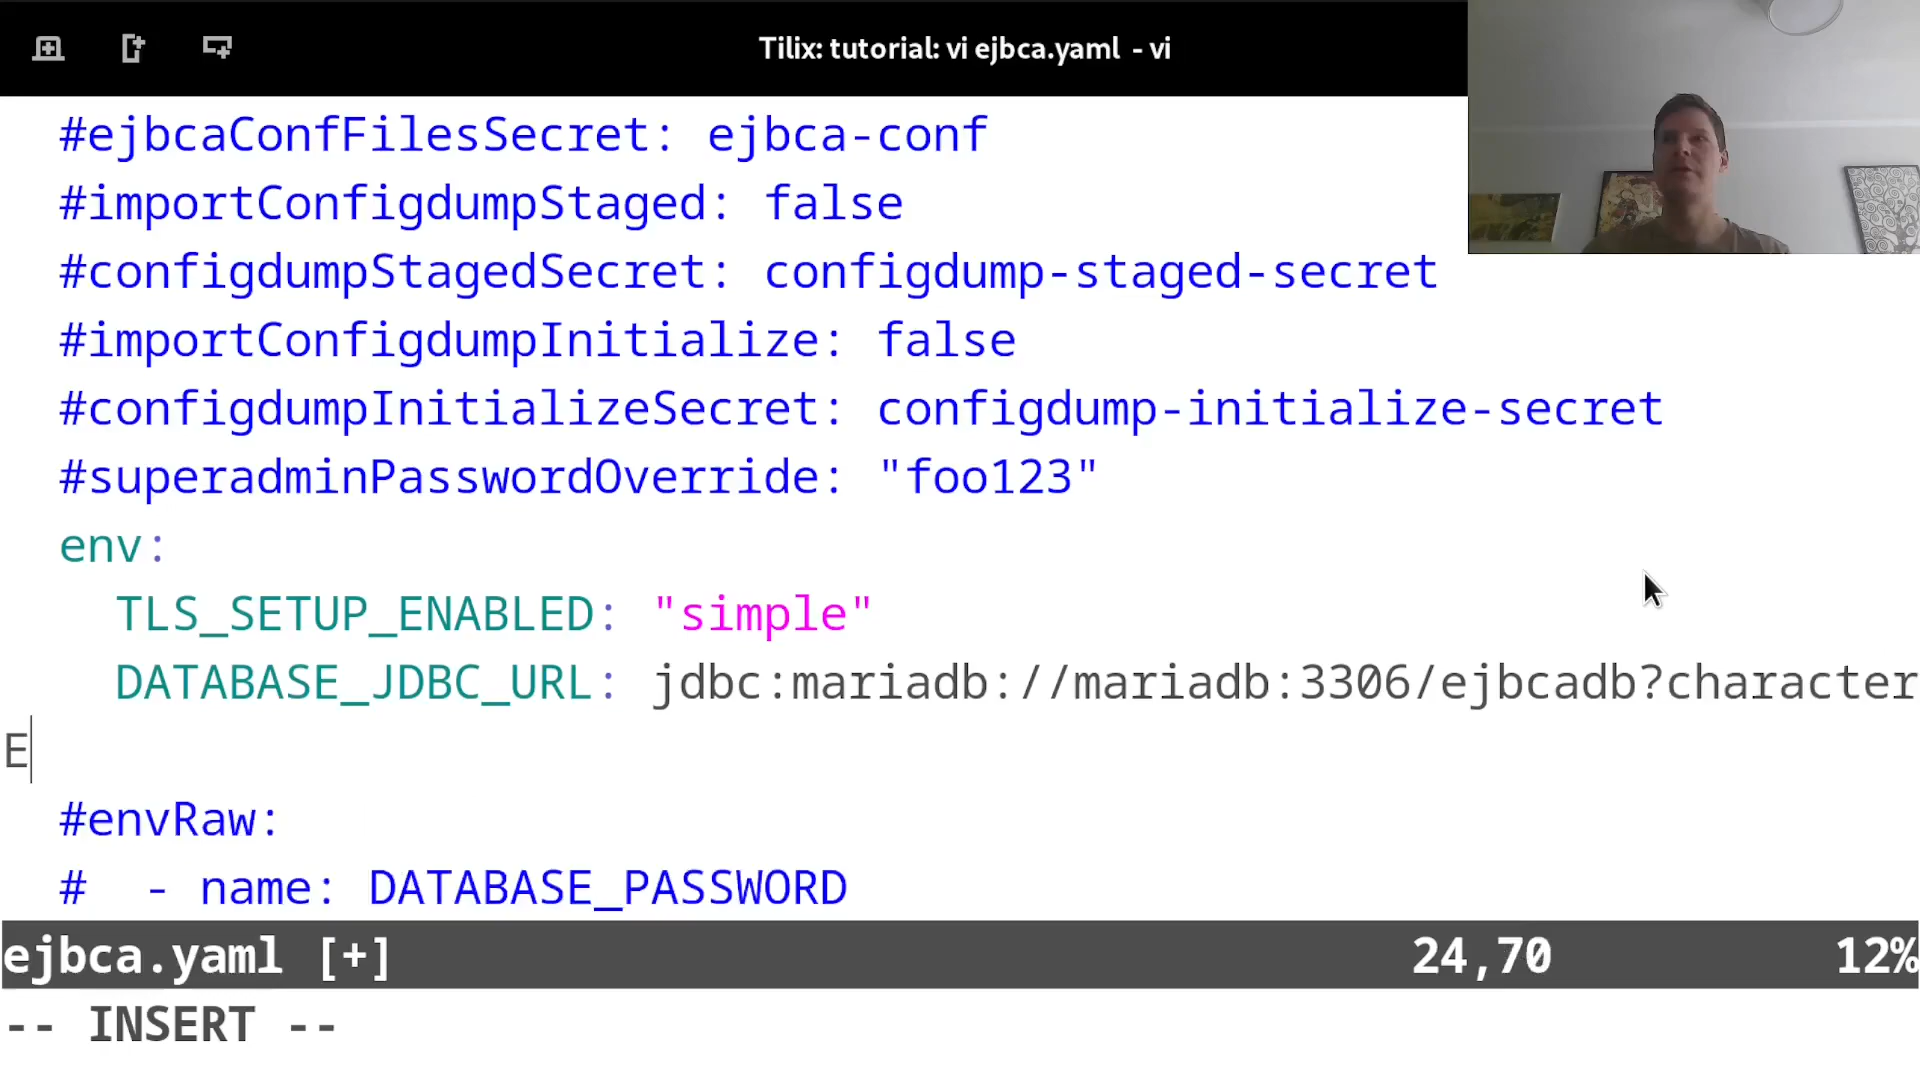 Tilix: tutorial: vi ejbca.yaml - vi
#ejbcaConfFilesSecret: ejbca-conf
#importConfigdumpStaged: false
#configdumpStagedSecret: configdump-staged-secret
#importConfigdumpInitialize: false
#configdumpInitializeSecret: configdump-initialize-secret
#superadminPasswordOverride: "foo123"
env:
TLS_SETUP_ENABLED: "simple"
DATABASE_JDBC_URL: jdbc:mariadb://mariadb:3306/ejbcadb?character
E
#envRaw:
#  - name: DATABASE_PASSWORD
ejbca.yaml [+] 24,70 12%
-- INSERT --